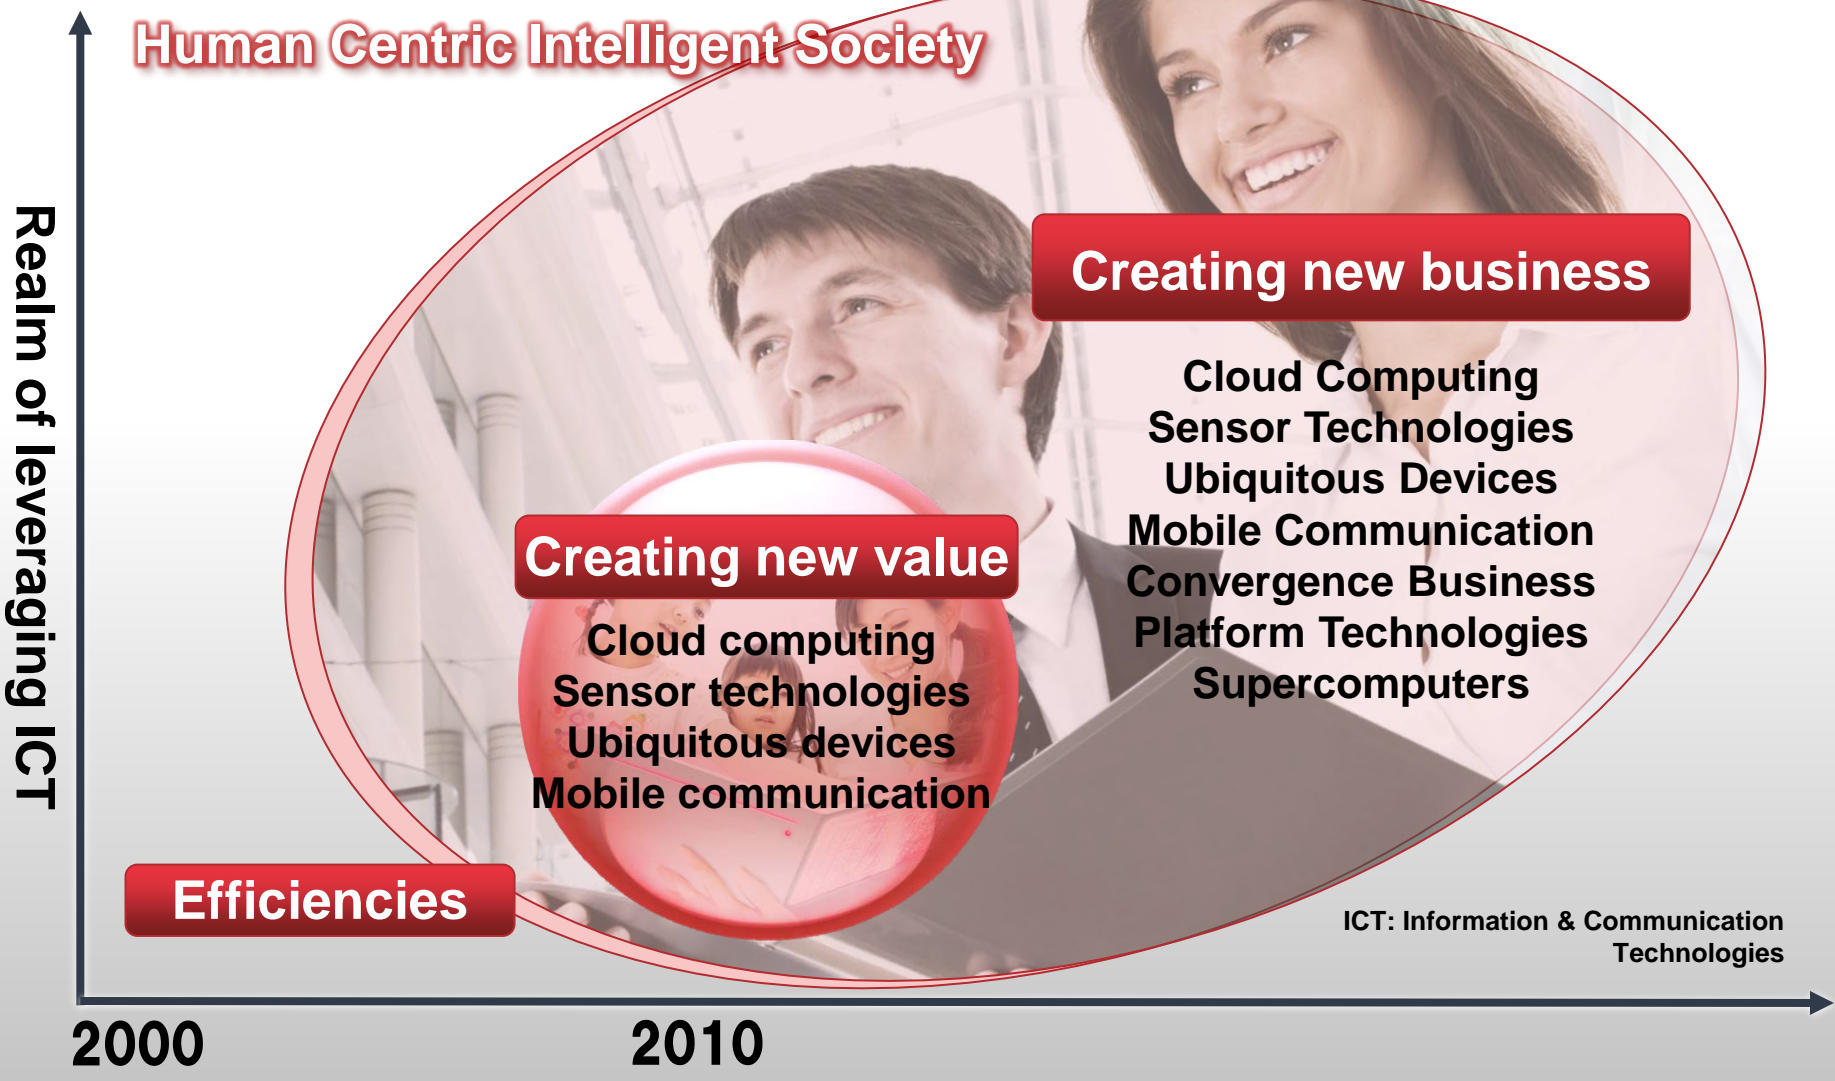 Human Centric Intelligent Society
Realm of leveraging ICT
Creating new business
Cloud Computing
Sensor Technologies
Ubiquitous Devices
Mobile Communication
Convergence Business
Platform Technologies
Supercomputers
Creating new value
Cloud computing
Sensor technologies
Ubiquitous devices
Mobile communication
Efficiencies
ICT: Information & Communication
Technologies
2000
2010